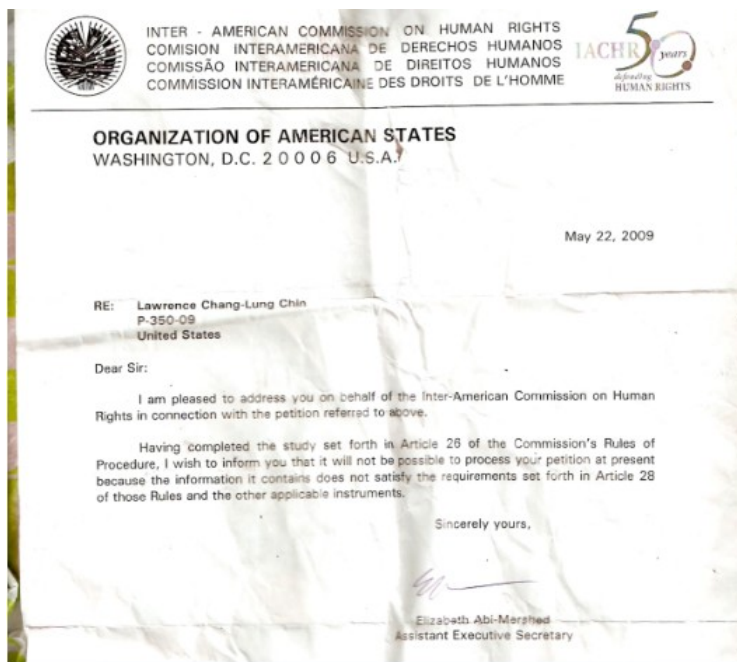 INTER - AMERICAN COMMISSION ON HUMAN RIGHTS
COMISION INTERAMERICANA DE DERECHOS HUMANOS
COMISSÃO INTERAMERICANA DE DIREITOS HUMANOS
COMMISSION INTERAMÉRICAINE DES DROITS DE L'HOMME
IACHR 50 years
defending
HUMAN RIGHTS
ORGANIZATION OF AMERICAN STATES
WASHINGTON, D.C. 2 0 0 0 6 U.S.A.
May 22, 2009
RE: Lawrence Chang-Lung Chin
P-350-09
United States
Dear Sir:
I am pleased to address you on behalf of the Inter-American Commission on Human
Rights in connection with the petition referred to above.
Having completed the study set forth in Article 26 of the Commission's Rules of
Procedure, I wish to inform you that it will not be possible to process your petition at present
because the information it contains does not satisfy the requirements set forth in Article 28
of those Rules and the other applicable instruments.
Sincerely yours,
Elizabeth Abi-Mershed
Assistant Executive Secretary